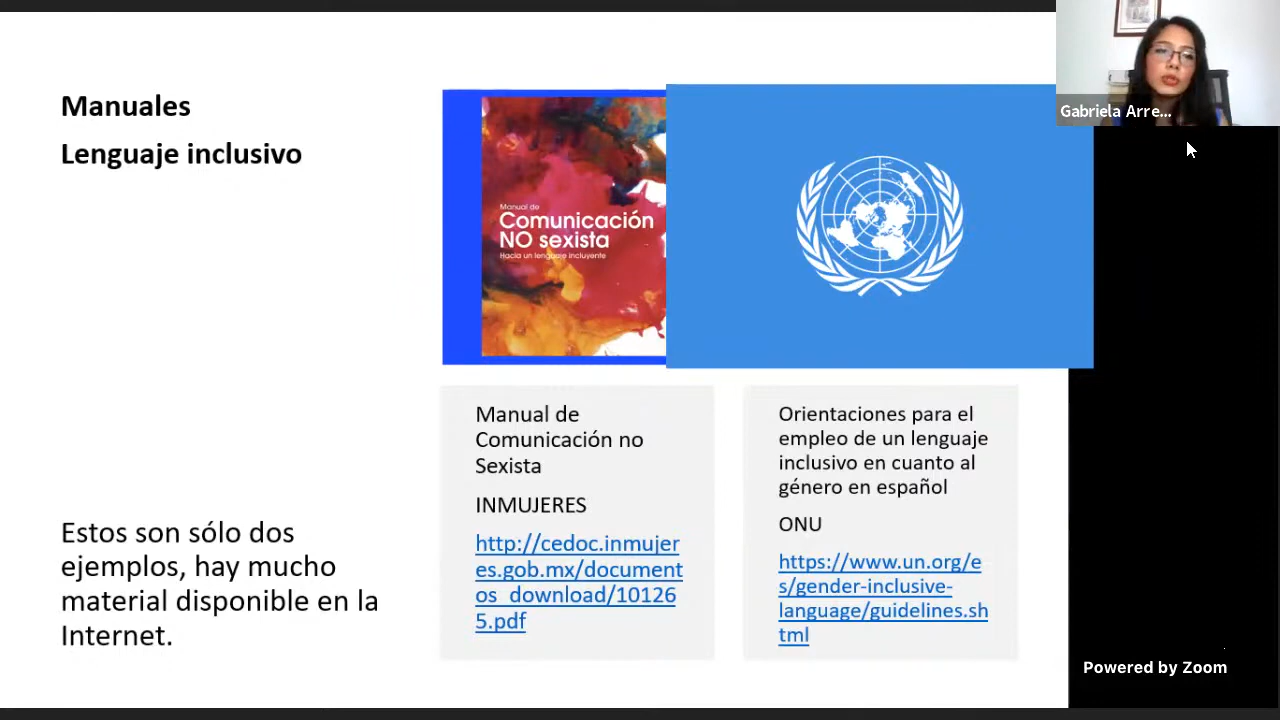 Manuales
Lenguaje inclusivo
Gabriela Arre...
Manual de
Comunicación
NO sexista
Hacia un lenguaje incluyente
Manual de
Comunicación no
Sexista
INMUJERES
http://cedoc.inmujer
es.gob.mx/document
os_download/10126
5.pdf
Orientaciones para el
empleo de un lenguaje
inclusivo en cuanto al
género en español
ONU
https://www.un.org/e
s/gender-inclusive-
language/guidelines.sh
tml
Estos son sólo dos
ejemplos, hay mucho
material disponible en la
Internet.
Powered by Zoom